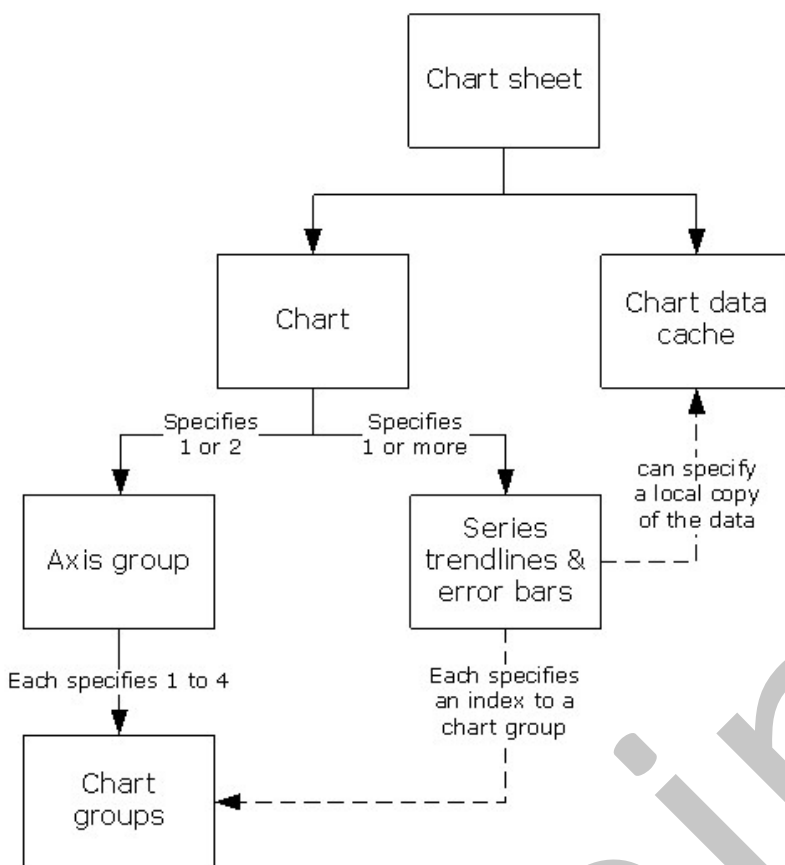 Chart sheet
Chart
Chart data
cache
Specifies
1 or 2
Specifies
1 or more
can specify
a local copy
of the data
Axis group
Series
trendlines &
error bars
Each specifies 1 to 4
Each specifies
an index to a
chart group
Chart
groups